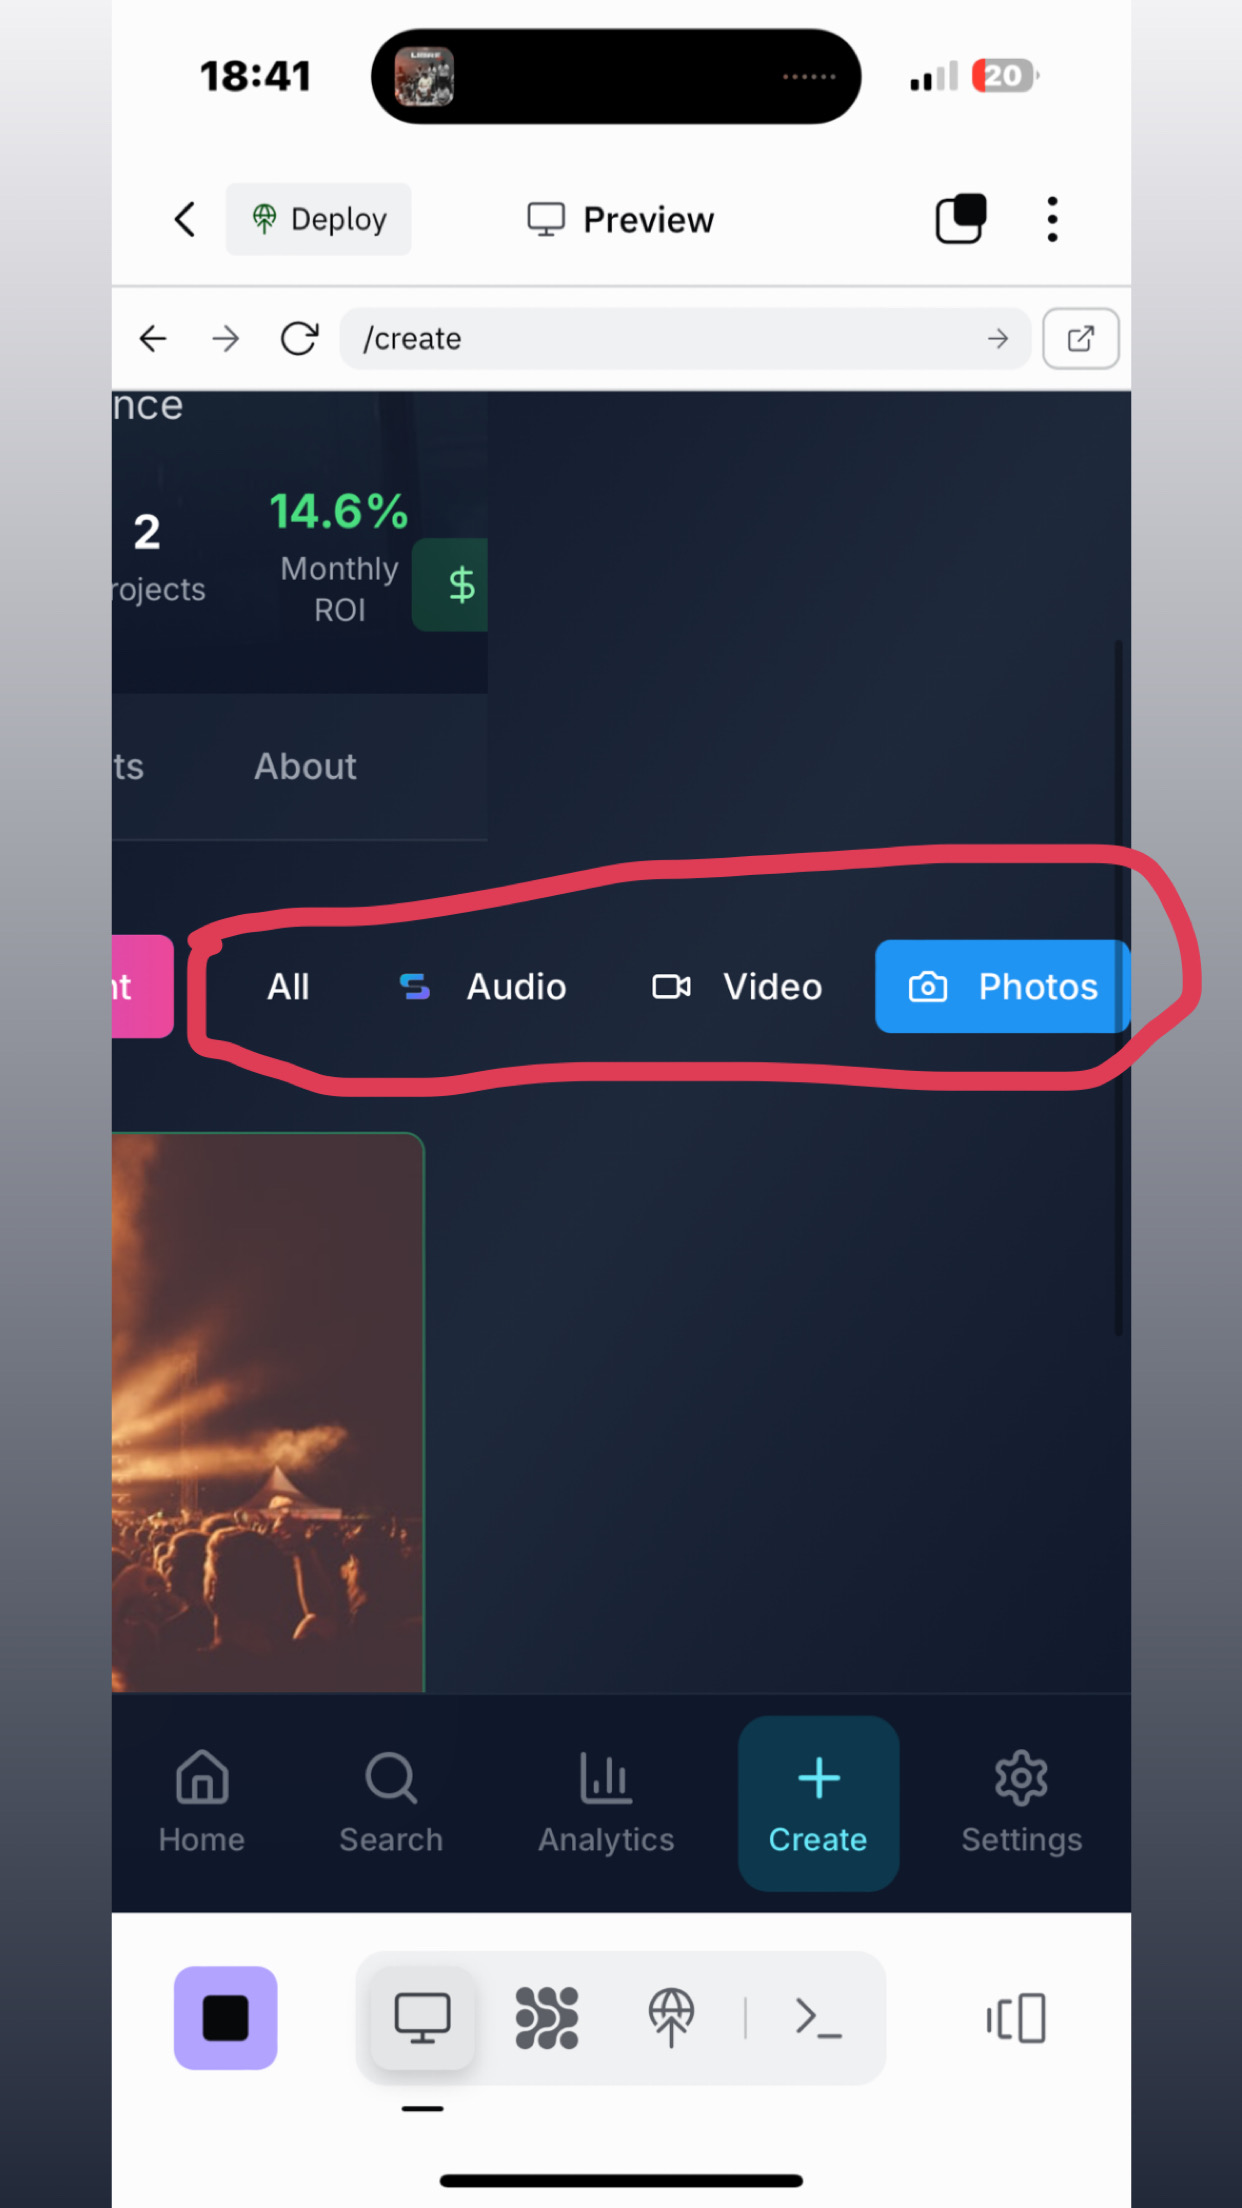 18:41
20
Deploy
Preview
/create
nce
2
14.6%
rojects
Monthly
ROI
$
ts
About
nt
All
Audio
Video
Photos
Home
Search
Analytics
Create
Settings